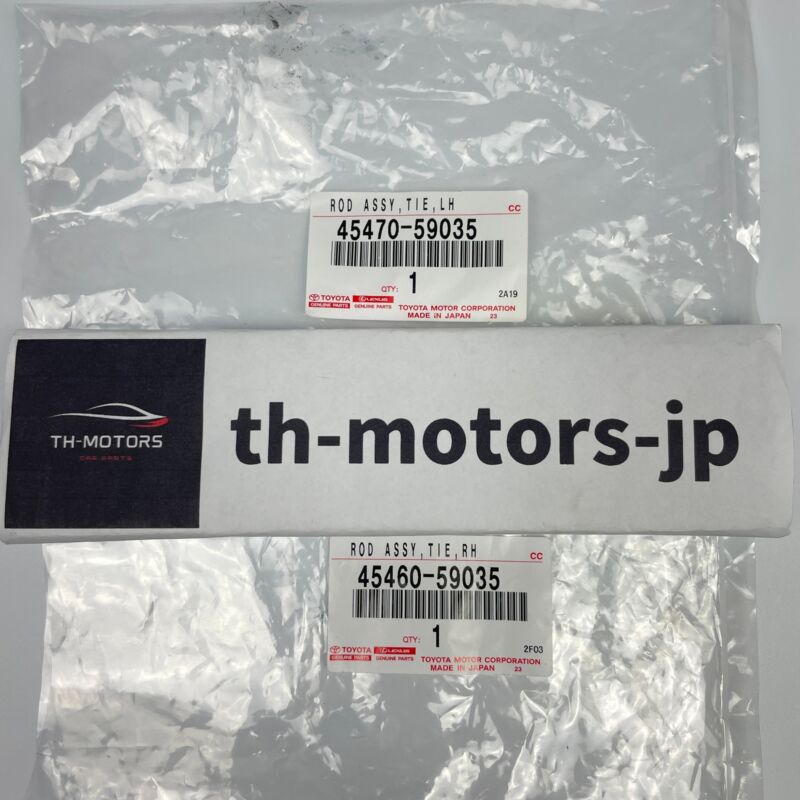 ROD ASSY,TIE,LH
CC
45470-59035
QTY: 1
2A19
TOYOTA
GENUINE PARTS
LEXUS
GENUINE PARTS
TOYOTA MOTOR CORPORATION
MADE IN JAPAN 23
TH-MOTORS
CAR PARTS
th-motors-jp
ROD ASSY,TIE,RH
CC
45460-59035
QTY: 1
2F03
TOYOTA
GENUINE PARTS
LEXUS
GENUINE PARTS
TOYOTA MOTOR CORPORATION
MADE IN JAPAN 23